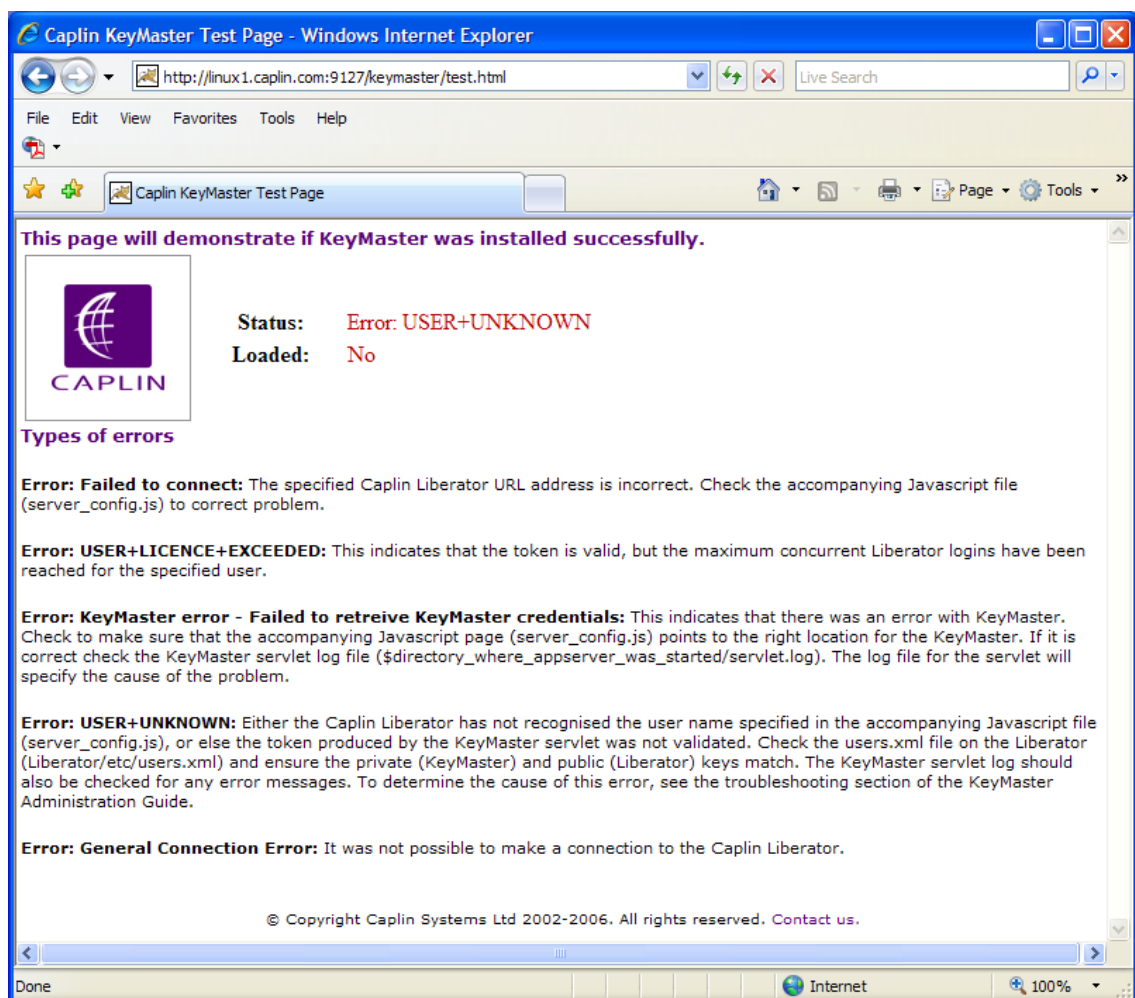 Caplin KeyMaster Test Page - Windows Internet Explorer
http://linux1.caplin.com:9127/keymaster/test.html
Live Search
File Edit View Favorites Tools Help
Caplin KeyMaster Test Page
Page Tools »
This page will demonstrate if KeyMaster was installed successfully.
Status: Error: USER+UNKNOWN
Loaded: No
CAPLIN
Types of errors
Error: Failed to connect: The specified Caplin Liberator URL address is incorrect. Check the accompanying Javascript file
(server_config.js) to correct problem.
Error: USER+LICENCE+EXCEEDED: This indicates that the token is valid, but the maximum concurrent Liberator logins have been
reached for the specified user.
Error: KeyMaster error - Failed to retreive KeyMaster credentials: This indicates that there was an error with KeyMaster.
Check to make sure that the accompanying Javascript page (server_config.js) points to the right location for the KeyMaster. If it is
correct check the KeyMaster servlet log file ($directory_where_appserver_was_started/servlet.log). The log file for the servlet will
specify the cause of the problem.
Error: USER+UNKNOWN: Either the Caplin Liberator has not recognised the user name specified in the accompanying Javascript file
(server_config.js), or else the token produced by the KeyMaster servlet was not validated. Check the users.xml file on the Liberator
(Liberator/etc/users.xml) and ensure the private (KeyMaster) and public (Liberator) keys match. The KeyMaster servlet log should
also be checked for any error messages. To determine the cause of this error, see the troubleshooting section of the KeyMaster
Administration Guide.
Error: General Connection Error: It was not possible to make a connection to the Caplin Liberator.
© Copyright Caplin Systems Ltd 2002-2006. All rights reserved. Contact us.
Done Internet 100%